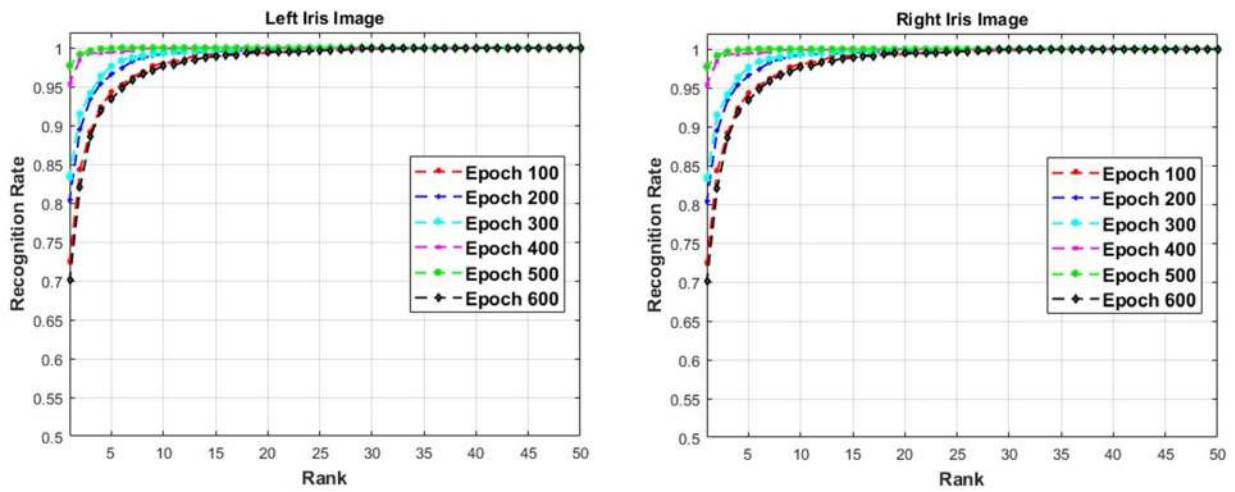 Left Iris Image
1
0.95
0.9
0.85
0.8
0.75
0.7
0.65
0.6
0.55
0.5
Recognition Rate
Epoch 100
Epoch 200
Epoch 300
Epoch 400
Epoch 500
Epoch 600
5 10 15 20 25 30 35 40 45 50
Rank
Right Iris Image
1
0.95
0.9
0.85
0.8
0.75
0.7
0.65
0.6
0.55
0.5
Recognition Rate
Epoch 100
Epoch 200
Epoch 300
Epoch 400
Epoch 500
Epoch 600
5 10 15 20 25 30 35 40 45 50
Rank